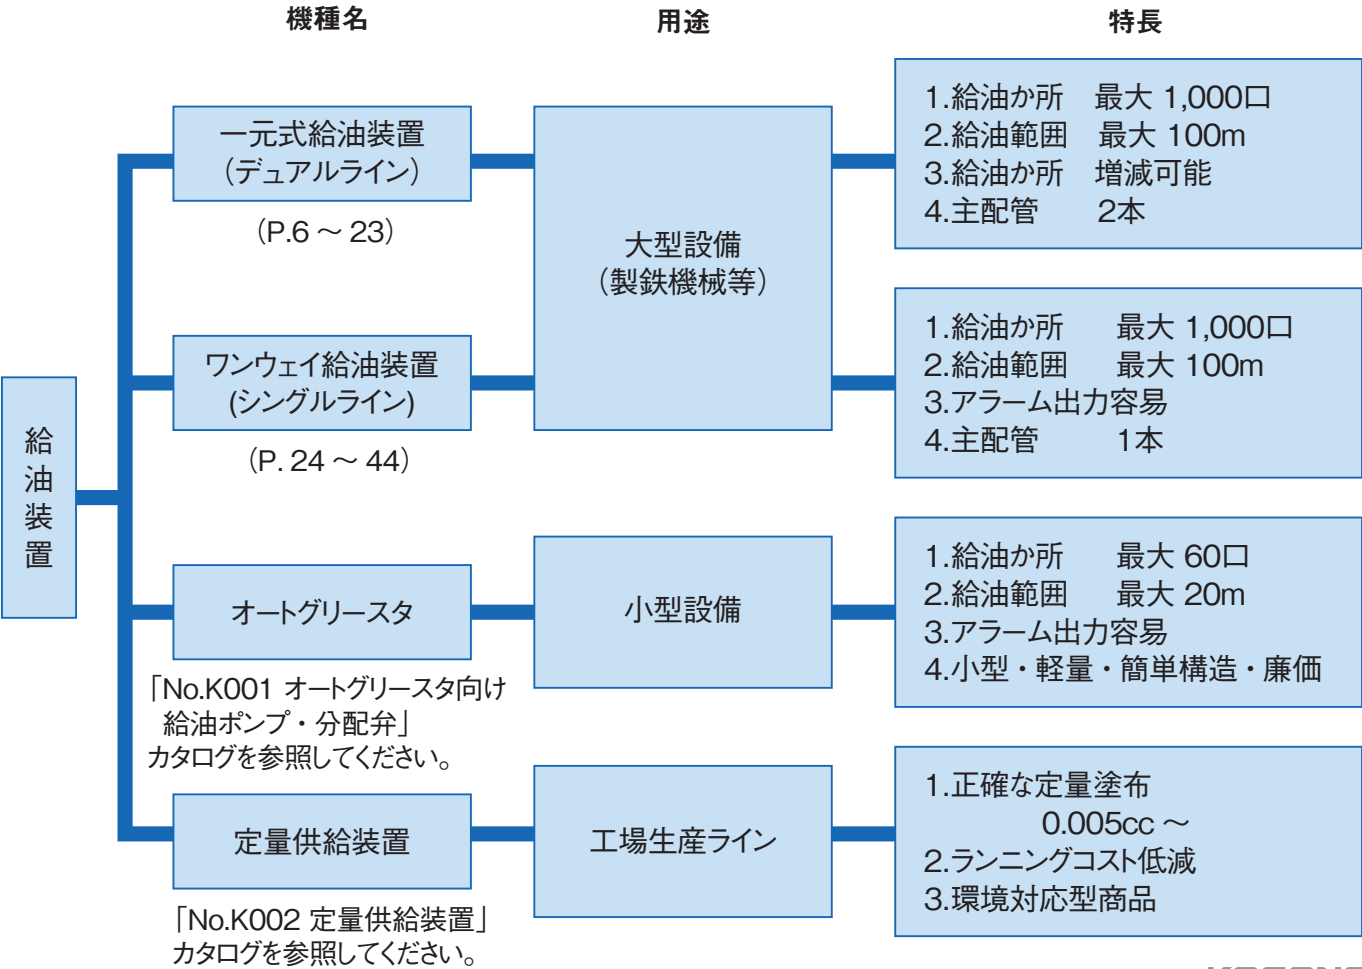 機種名
用途
特長
給油装置
一元式給油装置
(デュアルライン)
(P.6 ～ 23)
ワンウェイ給油装置
(シングルライン)
(P. 24 ～ 44)
大型設備
(製鉄機械等)
1.給油か所 最大 1,000口
2.給油範囲 最大 100m
3.給油か所 増減可能
4.主配管 2本
1.給油か所 最大 1,000口
2.給油範囲 最大 100m
3.アラーム出力容易
4.主配管 1本
オートグリースタ
「No.K001 オートグリースタ向け
給油ポンプ・分配弁」
カタログを参照してください。
小型設備
1.給油か所 最大 60口
2.給油範囲 最大 20m
3.アラーム出力容易
4.小型・軽量・簡単構造・廉価
定量供給装置
「No.K002 定量供給装置」
カタログを参照してください。
工場生産ライン
1.正確な定量塗布
0.005cc ～
2.ランニングコスト低減
3.環境対応型商品